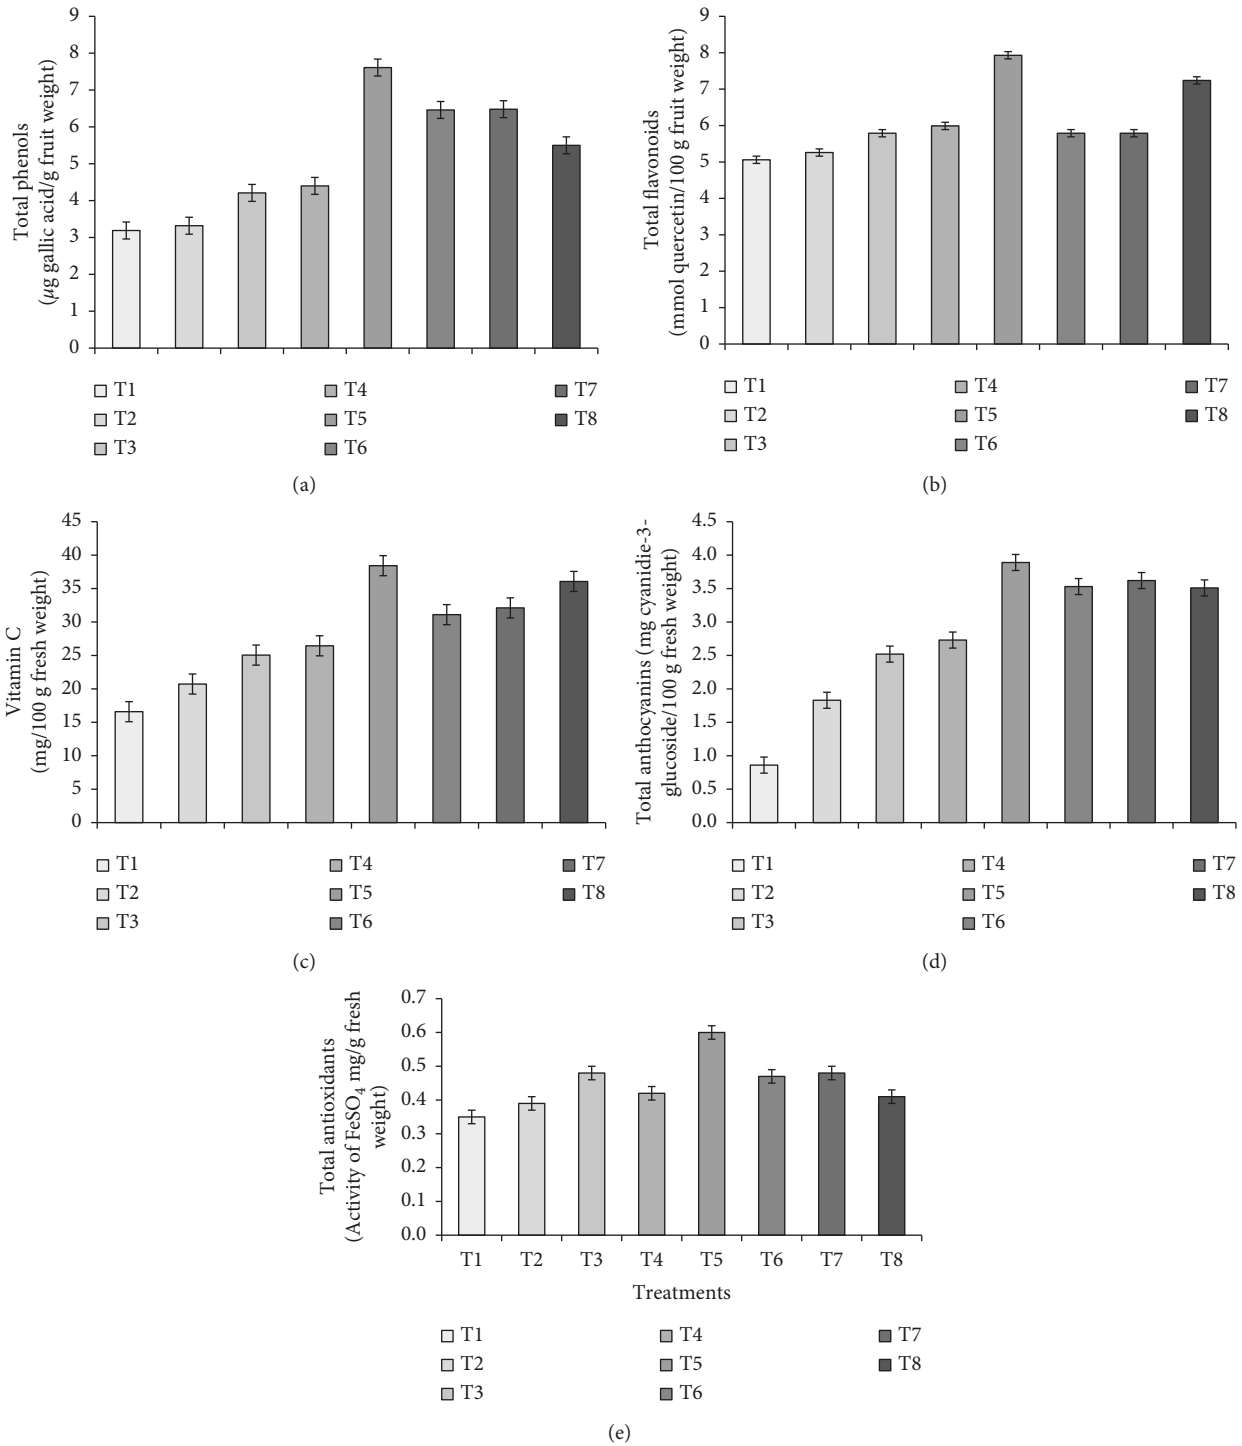 Total phenols
(µg gallic acid/g fruit weight)
9
8
7
6
5
4
3
2
1
0
T1
T4
T7
T2
T5
T8
T3
T6
(a)
Total flavonoids
(mmol quercetin/100 g fruit weight)
9
8
7
6
5
4
3
2
1
0
T1
T4
T7
T2
T5
T8
T3
T6
(b)
Vitamin C
(mg/100 g fresh weight)
45
40
35
30
25
20
15
10
5
0
T1
T4
T7
T2
T5
T8
T3
T6
(c)
Total anthocyanins (mg cyanidie-3-
glucoside/100 g fresh weight)
4.5
4.0
3.5
3.0
2.5
2.0
1.5
1.0
0.5
0.0
T1
T4
T7
T2
T5
T8
T3
T6
(d)
Total antioxidants
(Activity of FeSO4 mg/g fresh
weight)
0.7
0.6
0.5
0.4
0.3
0.2
0.1
0.0
T1 T2 T3 T4 T5 T6 T7 T8
Treatments
T1
T4
T7
T2
T5
T8
T3
T6
(e)